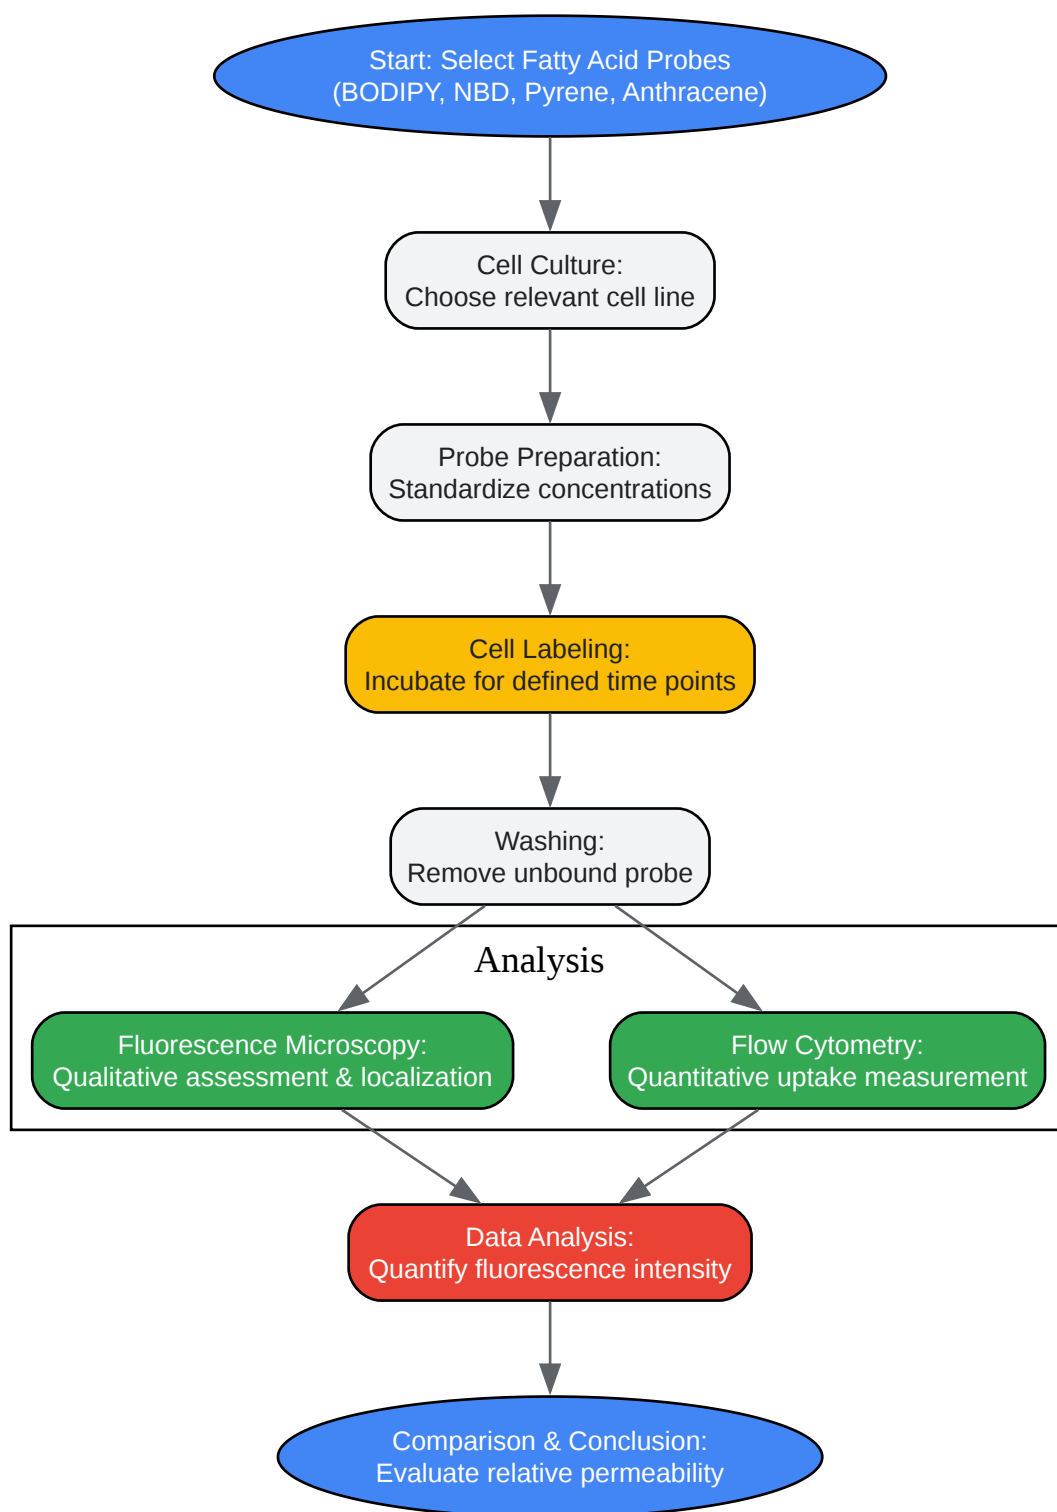 Start: Select Fatty Acid Probes
(BODIPY, NBD, Pyrene, Anthracene)
Cell Culture:
Choose relevant cell line
Probe Preparation:
Standardize concentrations
Cell Labeling:
Incubate for defined time points
Washing:
Remove unbound probe
Analysis
Fluorescence Microscopy:
Qualitative assessment & localization
Flow Cytometry:
Quantitative uptake measurement
Data Analysis:
Quantify fluorescence intensity
Comparison & Conclusion:
Evaluate relative permeability